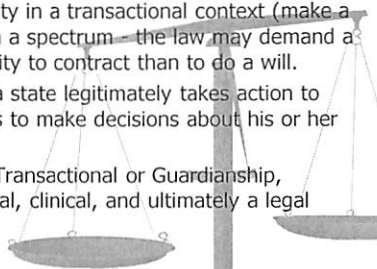 ty in a transactional context (make a
a spectrum - the law may demand a
ity to contract than to do a will.
a state legitimately takes action to
s to make decisions about his or her
Transactional or Guardianship,
al, clinical, and ultimately a legal